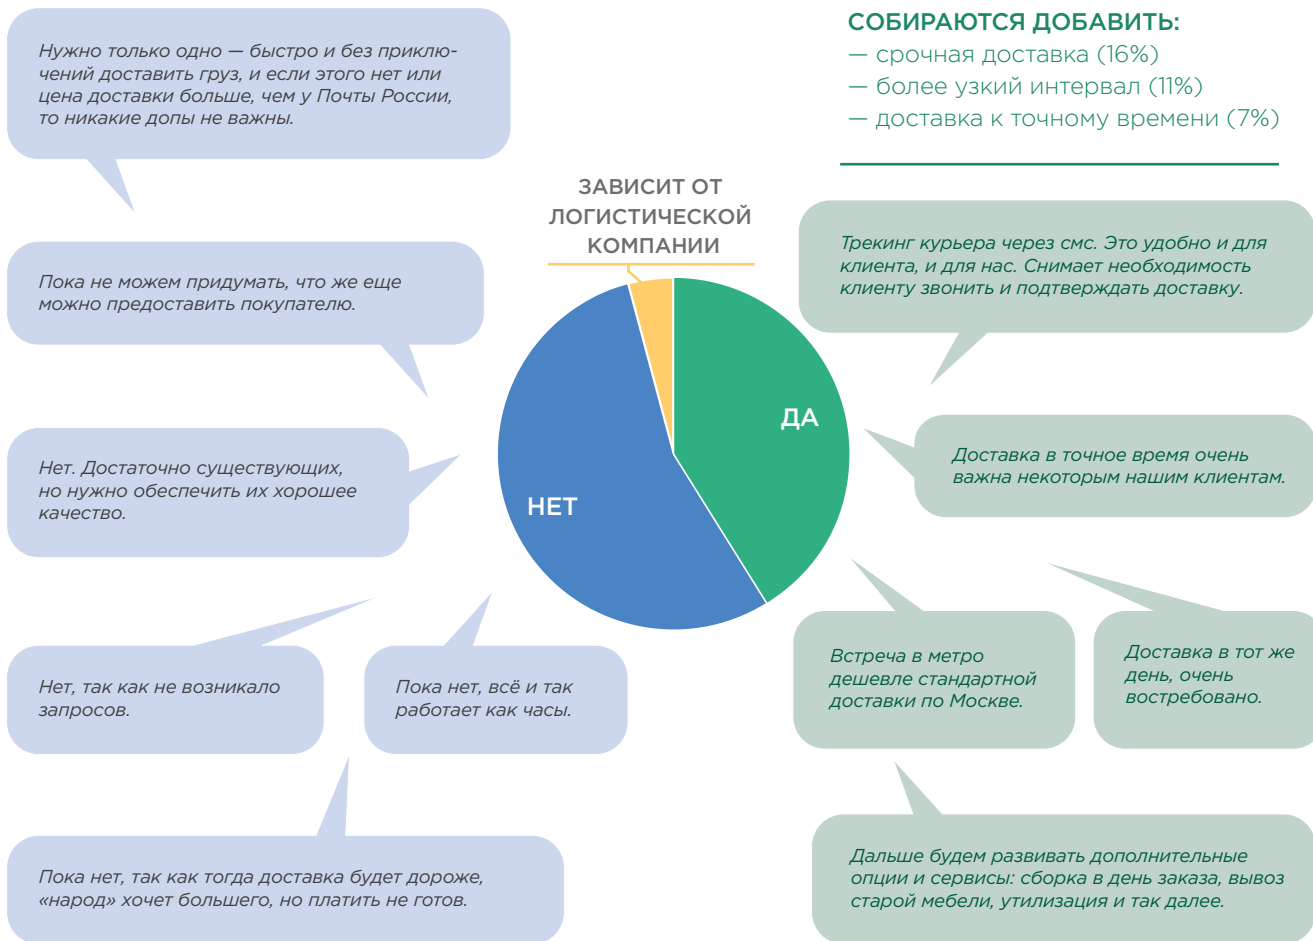 Нужно только одно — быстро и без приклю-
чений доставить груз, и если этого нет или
цена доставки больше, чем у Почты России,
то никакие допы не важны.
СОБИРАЮТСЯ ДОБАВИТЬ:
— срочная доставка (16%)
— более узкий интервал (11%)
— доставка к точному времени (7%)
ЗАВИСИТ ОТ
ЛОГИСТИЧЕСКОЙ
КОМПАНИИ
Пока не можем придумать, что же еще
можно предоставить покупателю.
Трекинг курьера через смс. Это удобно и для
клиента, и для нас. Снимает необходимость
клиенту звонить и подтверждать доставку.
ДА
НЕТ
Нет. Достаточно существующих,
но нужно обеспечить их хорошее
качество.
Доставка в точное время очень
важна некоторым нашим клиентам.
Нет, так как не возникало
запросов.
Пока нет, всё и так
работает как часы.
Встреча в метро
дешевле стандартной
доставки по Москве.
Доставка в тот же
день, очень
востребовано.
Пока нет, так как тогда доставка будет дороже,
«народ» хочет большего, но платить не готов.
Дальше будем развивать дополнительные
опции и сервисы: сборка в день заказа, вывоз
старой мебели, утилизация и так далее.